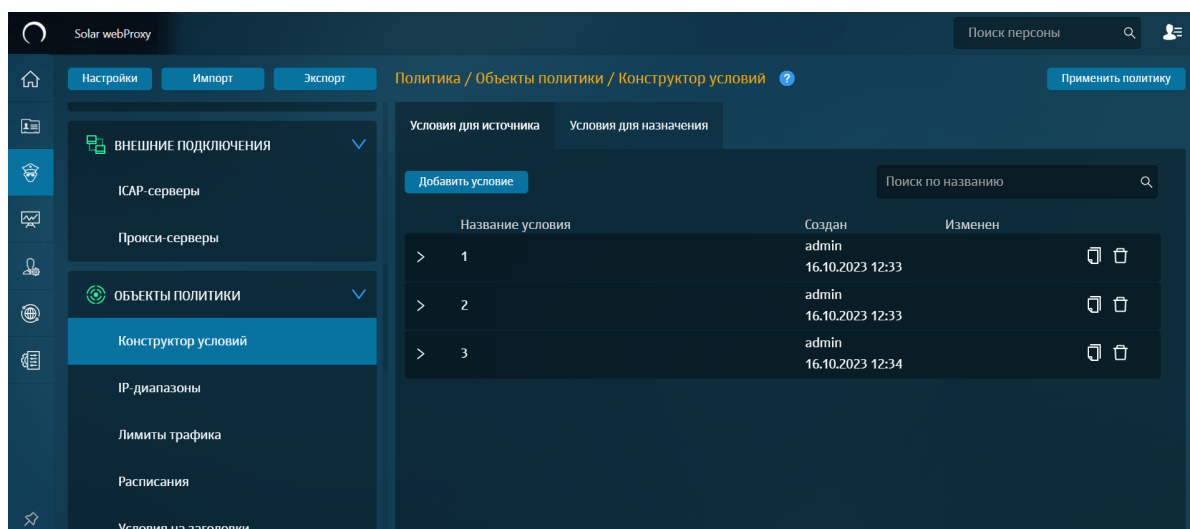 Solar webProxy
Поиск персоны
Настройки
Импорт
Экспорт
Политика / Объекты политики / Конструктор условий ?
Применить политику
ВНЕШНИЕ ПОДКЛЮЧЕНИЯ
ICAP-серверы
Прокси-серверы
ОБЪЕКТЫ ПОЛИТИКИ
Конструктор условий
IP-диапазоны
Лимиты трафика
Расписания
Условия на заголовки
Условия для источника
Условия для назначения
Добавить условие
Поиск по названию
Название условия
Создан
Изменен
1
admin
16.10.2023 12:33
2
admin
16.10.2023 12:33
3
admin
16.10.2023 12:34